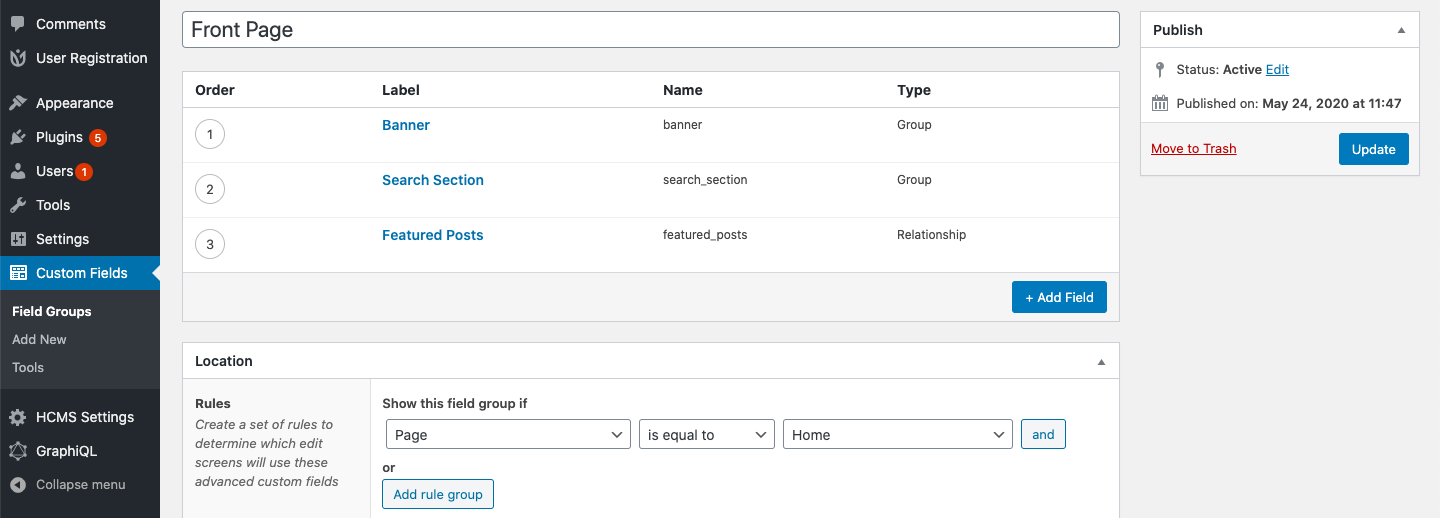 Comments
User Registration
Appearance
Plugins 5
Users 1
Tools
Settings
Custom Fields
Field Groups
Add New
Tools
HCMS Settings
GraphiQL
Collapse menu
Front Page
Order Label Name Type
1 Banner banner Group
2 Search Section search_section Group
3 Featured Posts featured_posts Relationship
+ Add Field
Location
Rules
Create a set of rules to
determine which edit
screens will use these
advanced custom fields
Show this field group if
Page is equal to Home and
or
Add rule group
Publish
Status: Active Edit
Published on: May 24, 2020 at 11:47
Move to Trash Update